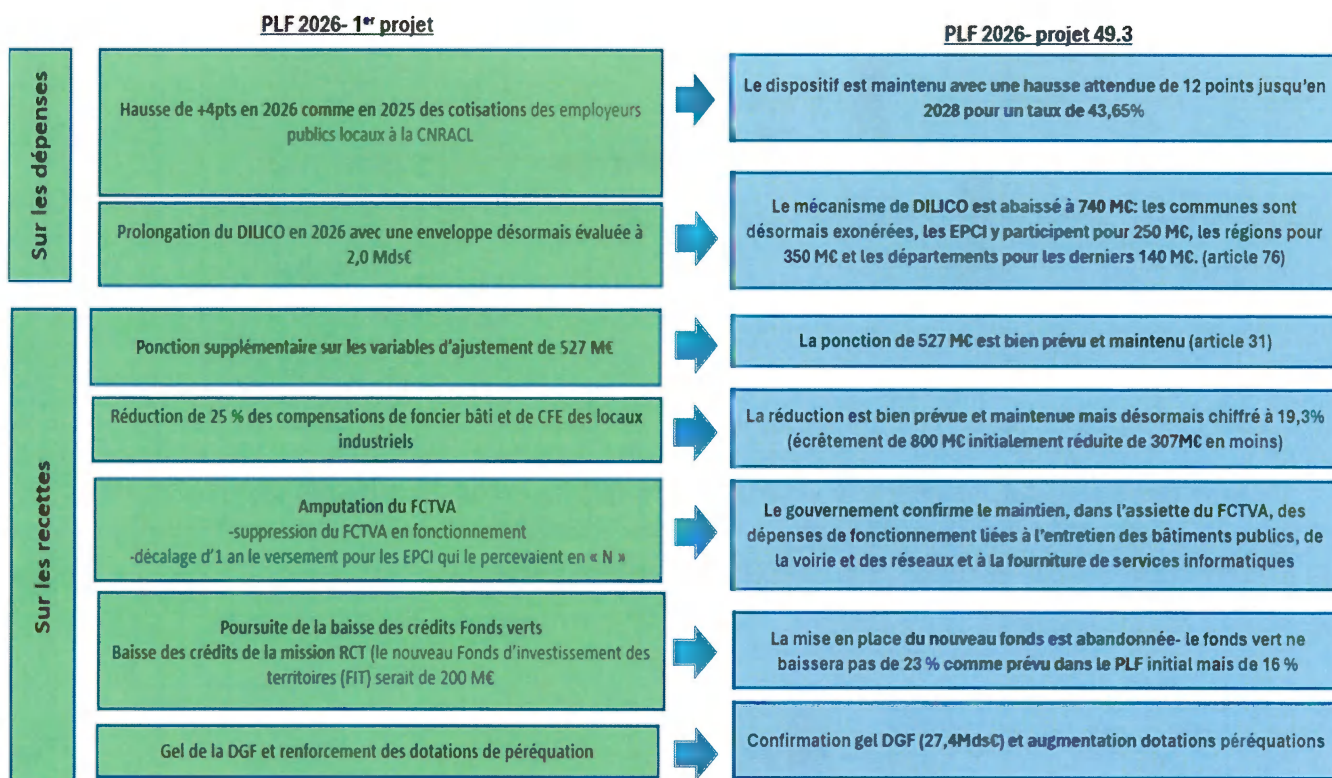 PLF 2026- 1er projet
PLF 2026- projet 49.3
Sur les dépenses
Hausse de +4pts en 2026 comme en 2025 des cotisations des employeurs
publics locaux à la CNRACL
Le dispositif est maintenu avec une hausse attendue de 12 points jusqu'en
2028 pour un taux de 43,65%
Prolongation du DILICO en 2026 avec une enveloppe désormais évaluée à
2,0 Mds€
Le mécanisme de DILICO est abaissé à 740 M€: les communes sont
désormais exonérées, les EPCI y participent pour 250 M€, les régions pour
350 M€ et les départements pour les derniers 140 M€. (article 76)
Sur les recettes
Ponction supplémentaire sur les variables d'ajustement de 527 M€
La ponction de 527 M€ est bien prévu et maintenu (article 31)
Réduction de 25 % des compensations de foncier bâti et de CFE des locaux
industriels
La réduction est bien prévue et maintenue mais désormais chiffré à 19,3%
(écrêtement de 800 M€ initialement réduite de 307M€ en moins)
Amputation du FCTVA
-suppression du FCTVA en fonctionnement
-décalage d'1 an le versement pour les EPCI qui le percevaient en « N »
Le gouvernement confirme le maintien, dans l'assiette du FCTVA, des
dépenses de fonctionnement liées à l'entretien des bâtiments publics, de
la voirie et des réseaux et à la fourniture de services informatiques
Poursuite de la baisse des crédits Fonds verts
Baisse des crédits de la mission RCT (le nouveau Fonds d'investissement des
territoires (FIT) serait de 200 M€
La mise en place du nouveau fonds est abandonnée- le fonds vert ne
baissera pas de 23 % comme prévu dans le PLF initial mais de 16 %
Gel de la DGF et renforcement des dotations de péréquation
Confirmation gel DGF (27,4Mds€) et augmentation dotations péréquations